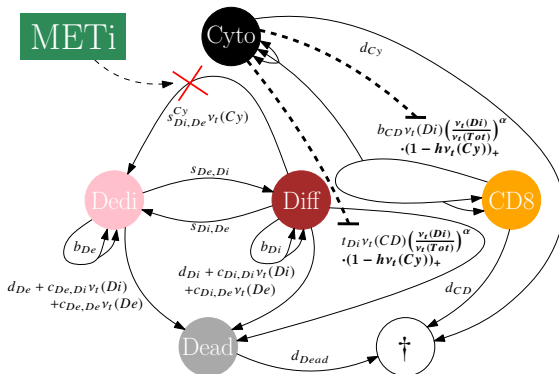 METi
Cyto
d_{Cy}
s^{Cy}_{Di,De} ν_t(Cy)
b_{CD} ν_t(Di) (ν_t(Di)/ν_t(Tot))^α
·(1 - hν_t(Cy))_+
s_{De,Di}
Dedi
Diff
CD8
s_{Di,De}
b_{De}
b_{Di}
t_{Di} ν_t(CD) (ν_t(Di)/ν_t(Tot))^α
·(1 - hν_t(Cy))_+
d_{De} + c_{De,Di} ν_t(Di)
+c_{De,De} ν_t(De)
d_{Di} + c_{Di,Di} ν_t(Di)
+c_{Di,De} ν_t(De)
d_{CD}
Dead
†
d_{Dead}